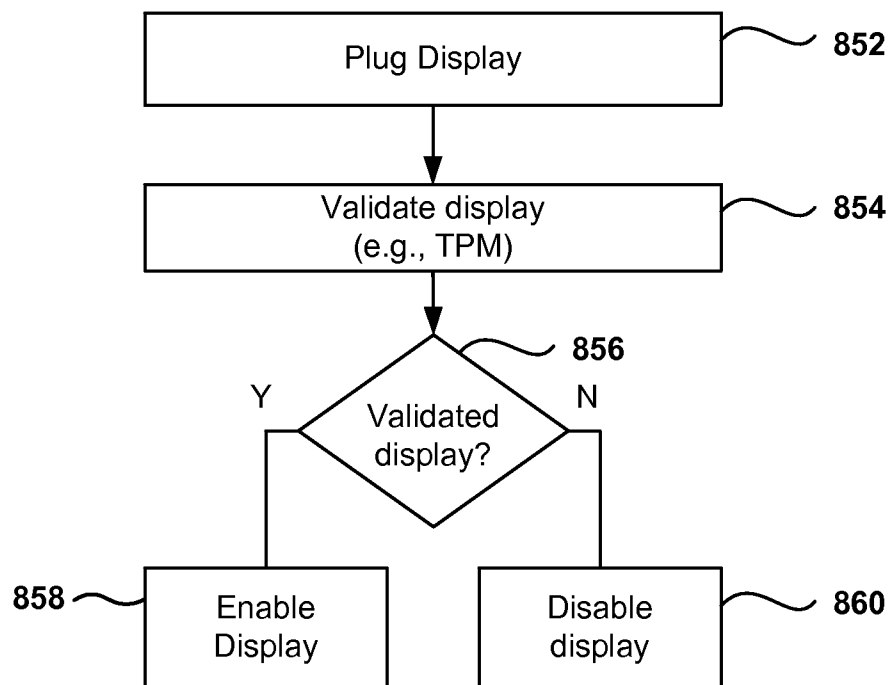 Plug Display
852
Validate display
(e.g., TPM)
854
856
Y
N
Validated
display?
858
Enable
Display
Disable
display
860